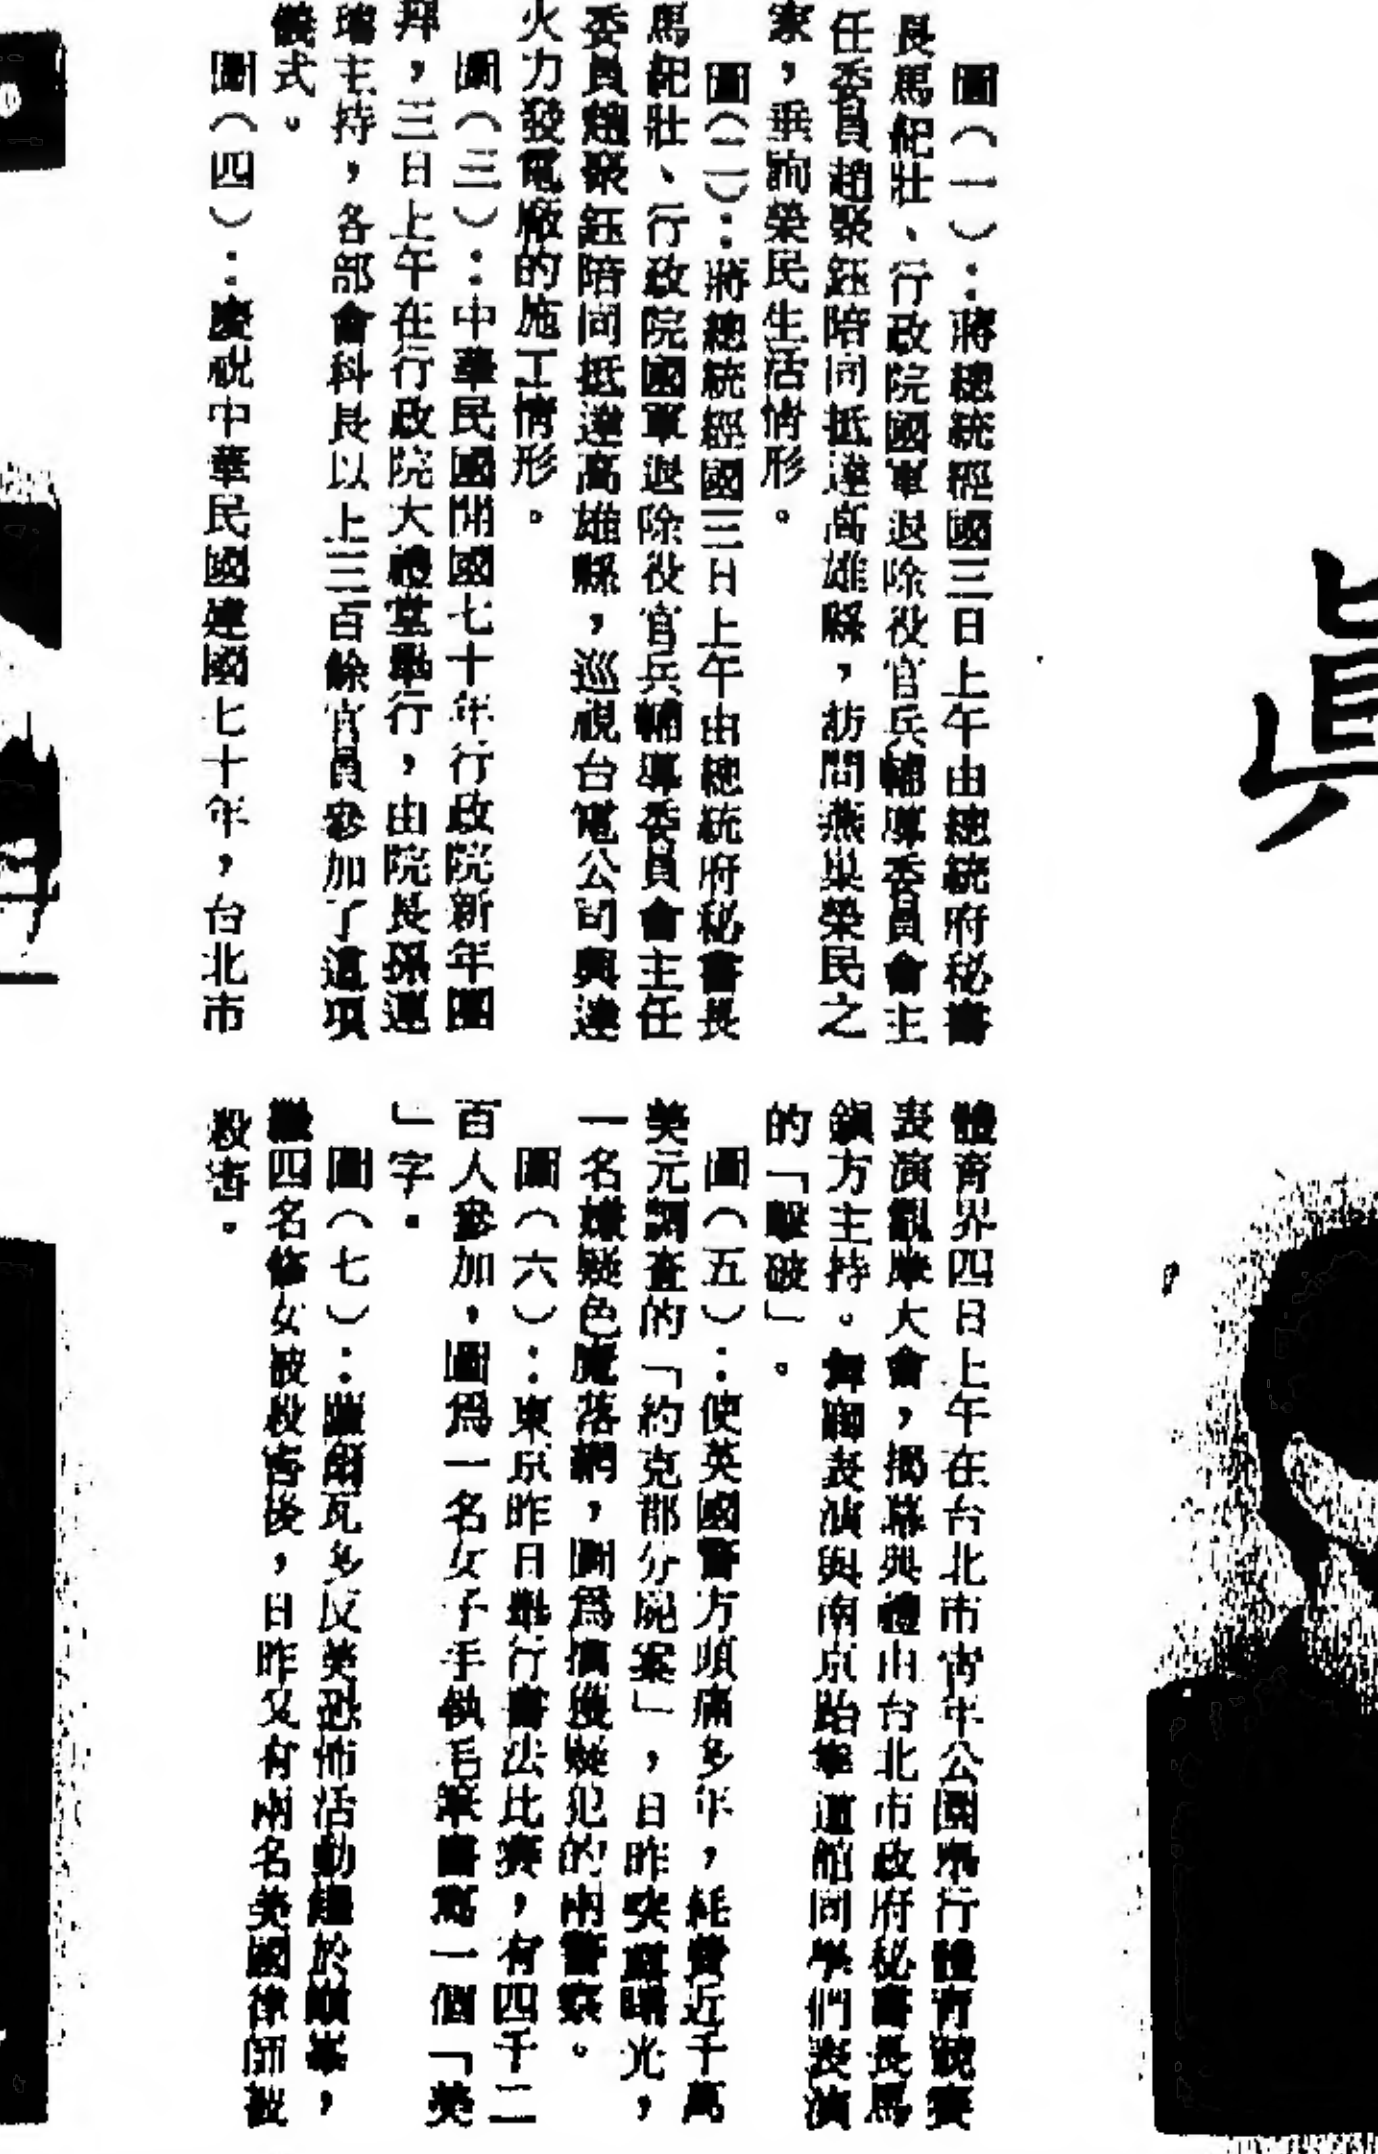 圖(一):蔣總統經國三日上午由總統府秘書
長馬紀壯、行政院國軍退除役官兵輔導委員會主
任委員趙聚鈺陪同抵達高雄縣,訪問燕巢榮民之
家,垂詢榮民生活情形。
圖(二):蔣總統經國三日上午由總統府秘書長
馬紀壯、行政院國軍退除役官兵輔導委員會主任
委員趙聚鈺陪同抵達高雄縣,巡視台電公司興達
火力發電廠的施工情形。
圖(三):中華民國開國七十年行政院新年團
拜,三日上午在行政院大禮堂舉行,由院長孫運
璿主持,各部會科長以上三百餘官員參加了這項
儀式。
圖(四):慶祝中華民國建國七十年,台北市
體育界四日上午在台北市青年公園舉行體育競賽
表演觀摩大會,揭幕典禮由台北市政府秘書長馬
鎮方主持。舞蹈表演與南京跆拳道館同學們表演
的「擊破」。
圖(五):使英國警方頭痛多年,耗費近千萬
美元調查的「約克郡分屍案」,日昨突露曙光,
一名嫌疑色魔落網,圖為擒獲疑犯的兩警察。
圖(六):東京昨日舉行書法比賽,有四千二
百人參加,圖為一名女子手執毛筆書寫一個「美
」字。
圖(七):薩爾瓦多反美恐怖活動趨於巔峯,
繼四名修女被殺害後,日昨又有兩名美國律師被
殺害。
眞